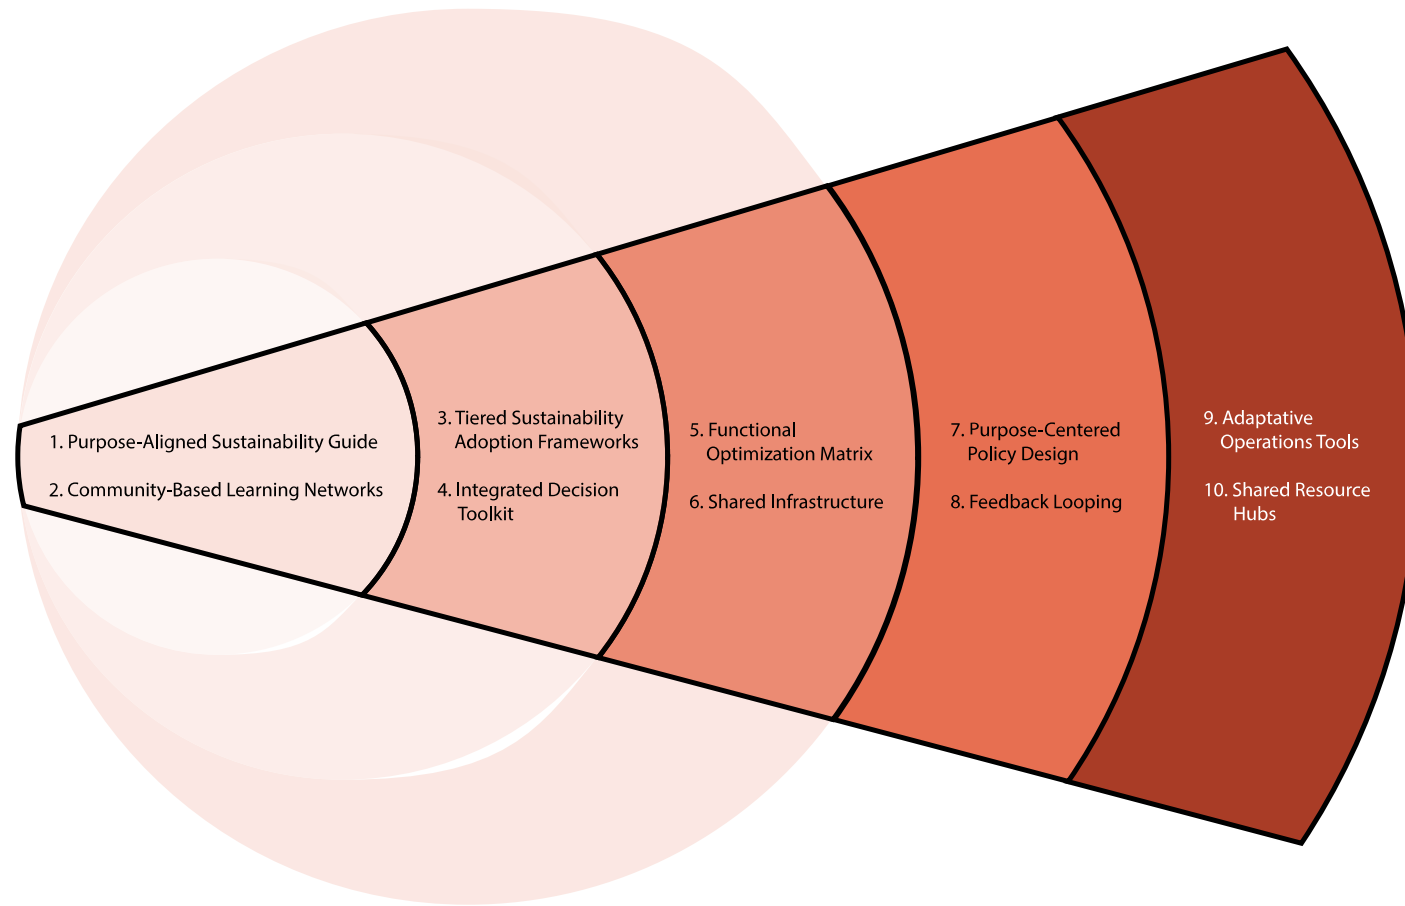 1. Purpose-Aligned Sustainability Guide
2. Community-Based Learning Networks
3. Tiered Sustainability
Adoption Frameworks
4. Integrated Decision
Toolkit
5. Functional
Optimization Matrix
6. Shared Infrastructure
7. Purpose-Centered
Policy Design
8. Feedback Looping
9. Adaptative
Operations Tools
10. Shared Resource
Hubs